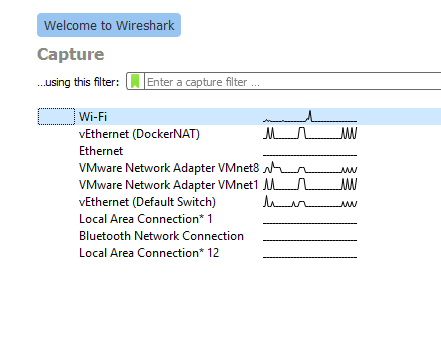 Welcome to Wireshark
Capture
...using this filter: Enter a capture filter ...
Wi-Fi
vEthernet (DockerNAT)
Ethernet
VMware Network Adapter VMnet8
VMware Network Adapter VMnet1
vEthernet (Default Switch)
Local Area Connection* 1
Bluetooth Network Connection
Local Area Connection* 12